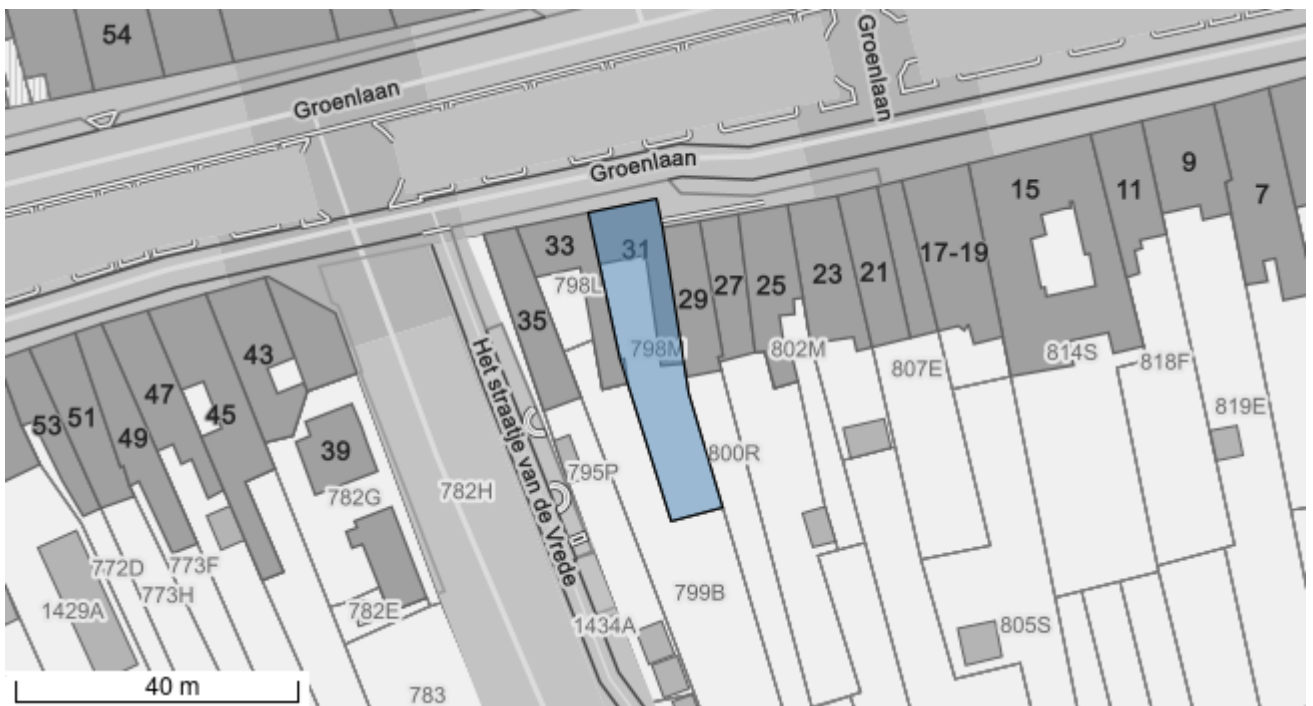 54
Groenlaan
Groenlaan
Groenlaan
9
15
11
7
33
31
17-19
23
21
27
25
29
35
798L
798M
802M
807E
814S
818F
819E
43
47
45
53
51
49
39
Het straatje van de Vrede
795P
800R
782G
782H
772D
773F
773H
1429A
782E
799B
1434A
805S
783
40 m